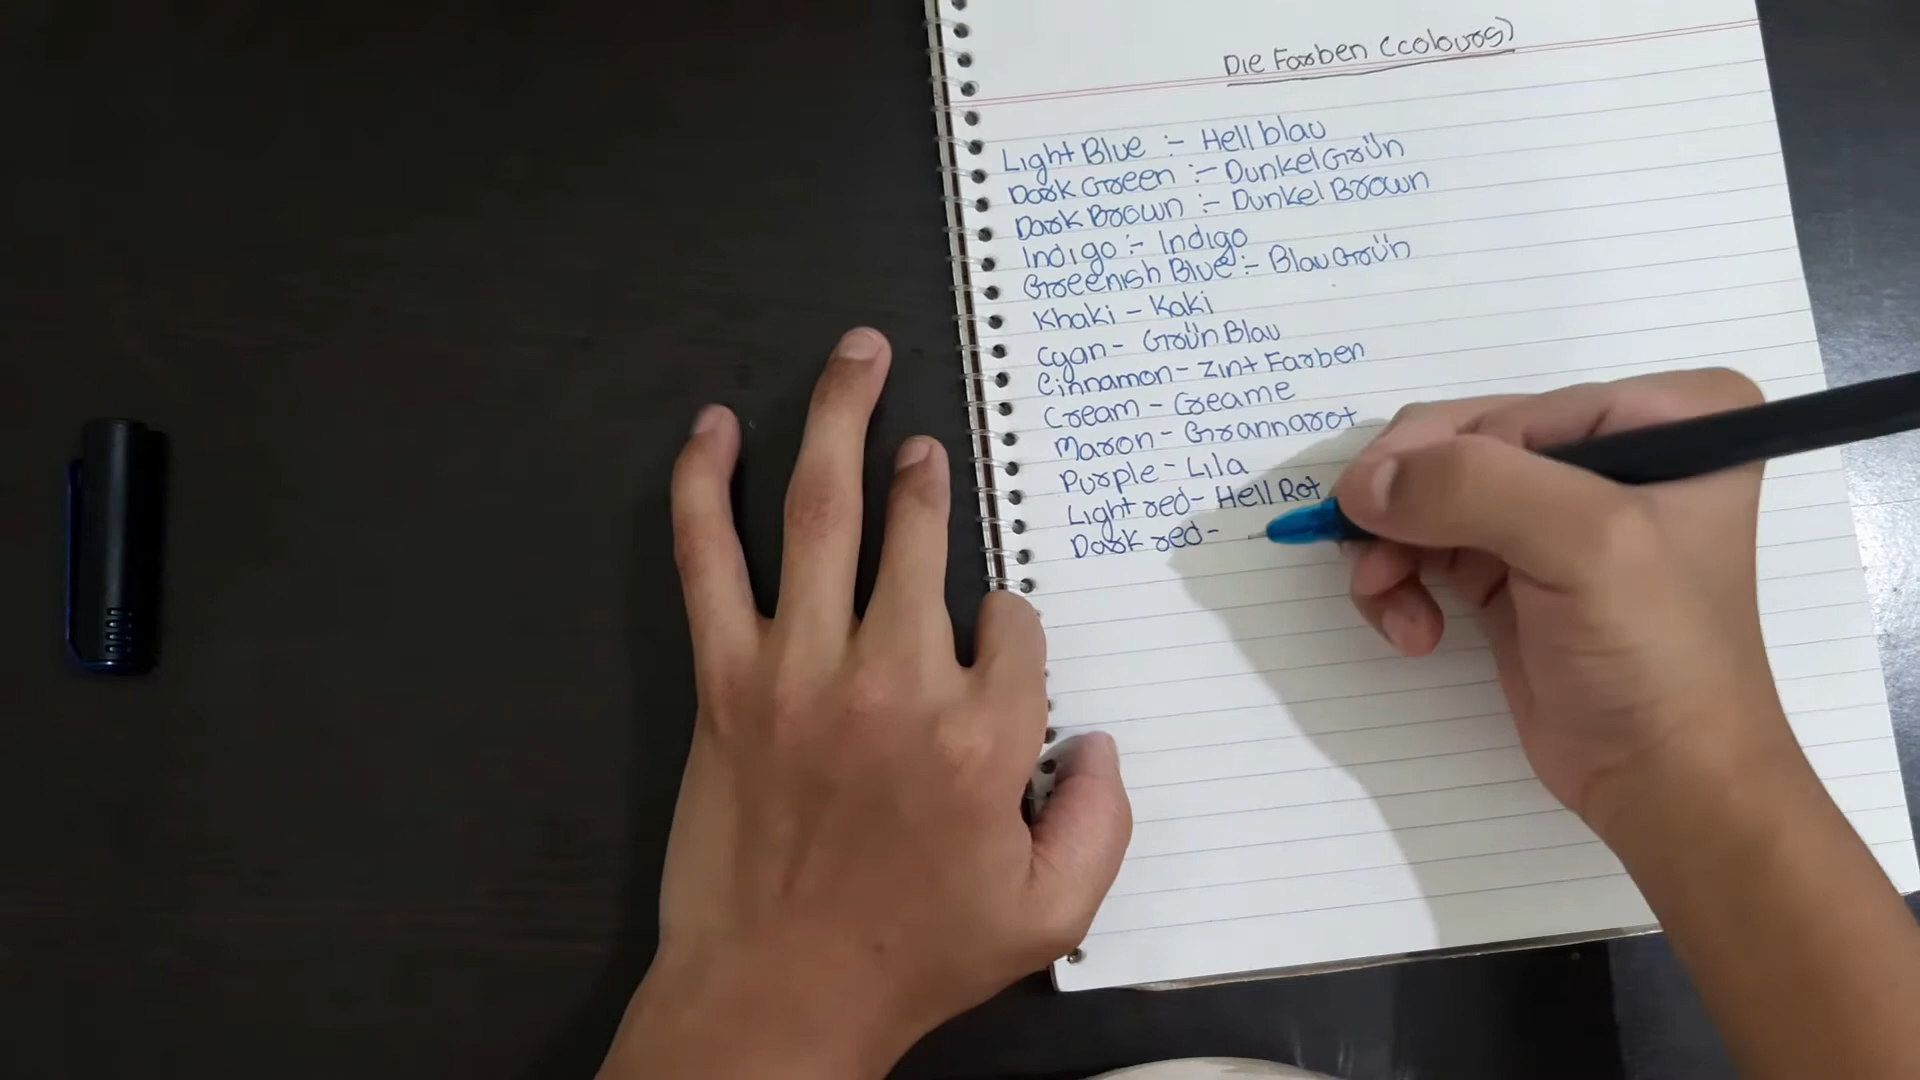 Die Farben (colours)
Light Blue :- Hell blau
Dark Green :- Dunkel Grün
Dark Brown :- Dunkel Brown
Indigo :- Indigo
Greenish Blue :- Blau Grün
Khaki - Kaki
Cyan - Grün Blau
Cinnamon - Zint Farben
Cream - Creame
Maron - Grannarot
Purple - Lila
Light red - Hell Rot
Dark red -